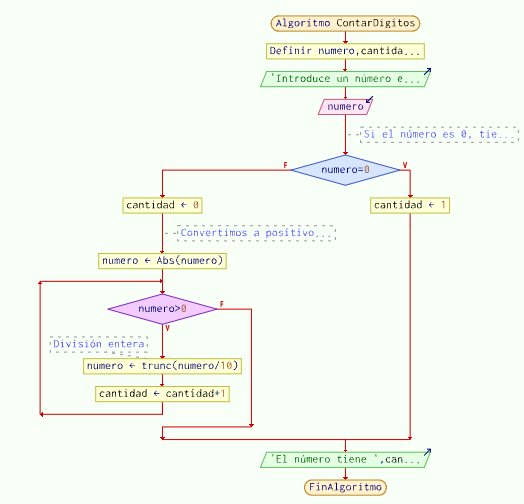 Algoritmo ContarDigitos
Definir numero,cantida...
'Introduce un número e...
numero
Si el número es 0, tie...
numero=0
F
V
cantidad ← 0
cantidad ← 1
Convertimos a positivo...
numero ← Abs(numero)
numero>0
F
V
División entera
numero ← trunc(numero/10)
cantidad ← cantidad+1
'El número tiene ',can...
FinAlgoritmo